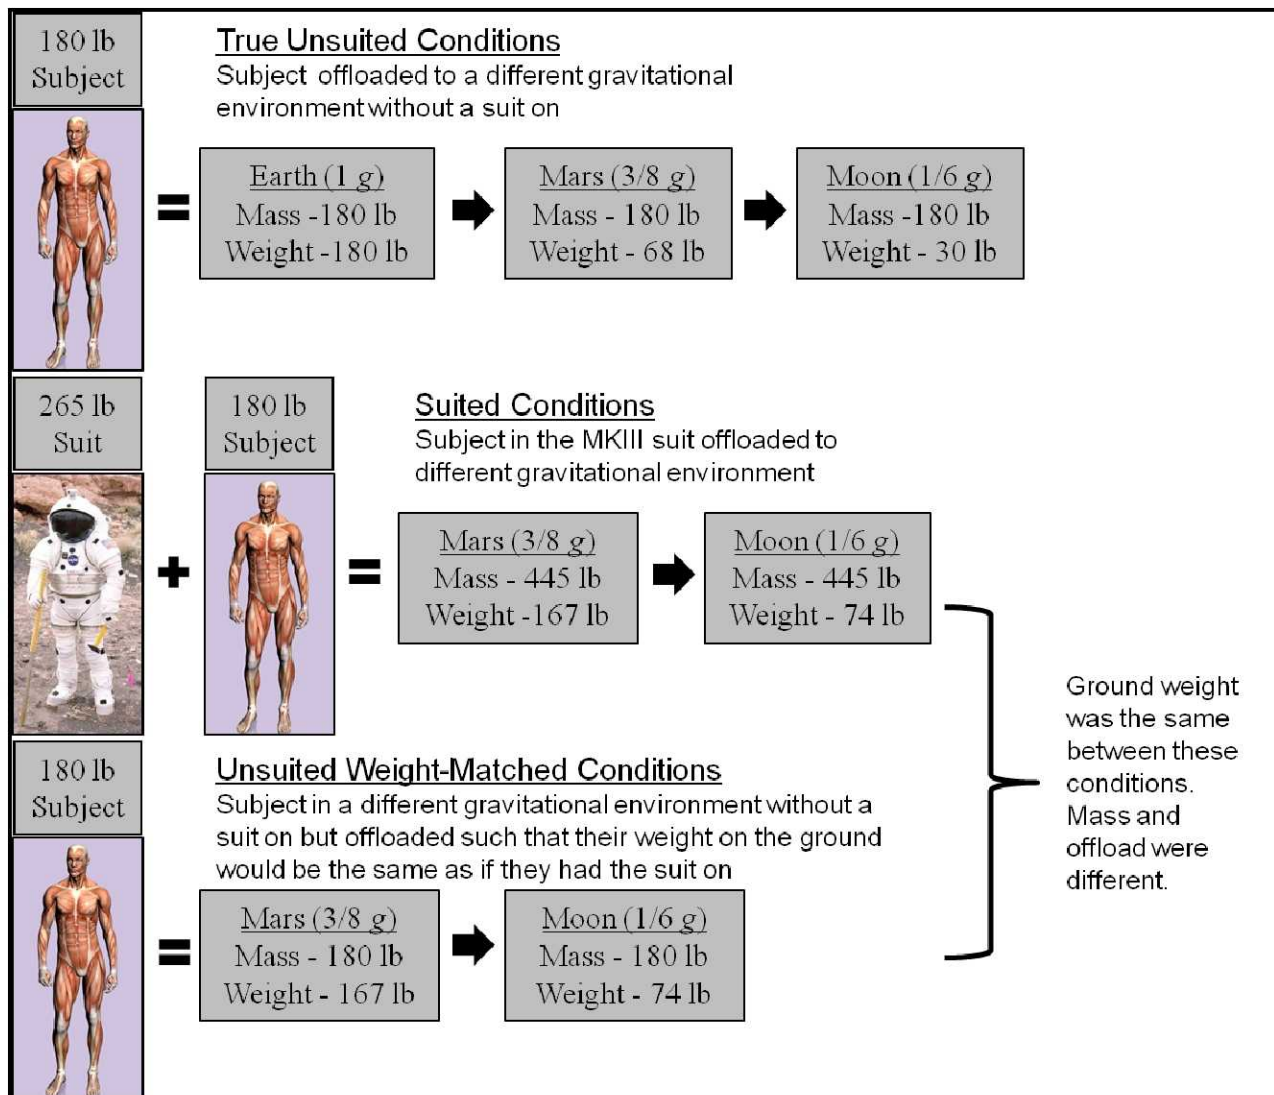 180 lb
Subject
True Unsuited Conditions
Subject offloaded to a different gravitational
environment without a suit on
Earth (1 g)
Mass -180 lb
Weight -180 lb
Mars (3/8 g)
Mass - 180 lb
Weight - 68 lb
Moon (1/6 g)
Mass -180 lb
Weight - 30 lb
=
265 lb
Suit
180 lb
Subject
Suited Conditions
Subject in the MKIII suit offloaded to
different gravitational environment
+
=
Mars (3/8 g)
Mass - 445 lb
Weight -167 lb
Moon (1/6 g)
Mass - 445 lb
Weight - 74 lb
180 lb
Subject
Unsuited Weight-Matched Conditions
Subject in a different gravitational environment without a
suit on but offloaded such that their weight on the ground
would be the same as if they had the suit on
=
Mars (3/8 g)
Mass - 180 lb
Weight - 167 lb
Moon (1/6 g)
Mass - 180 lb
Weight - 74 lb
Ground weight
was the same
between these
conditions.
Mass and
offload were
different.